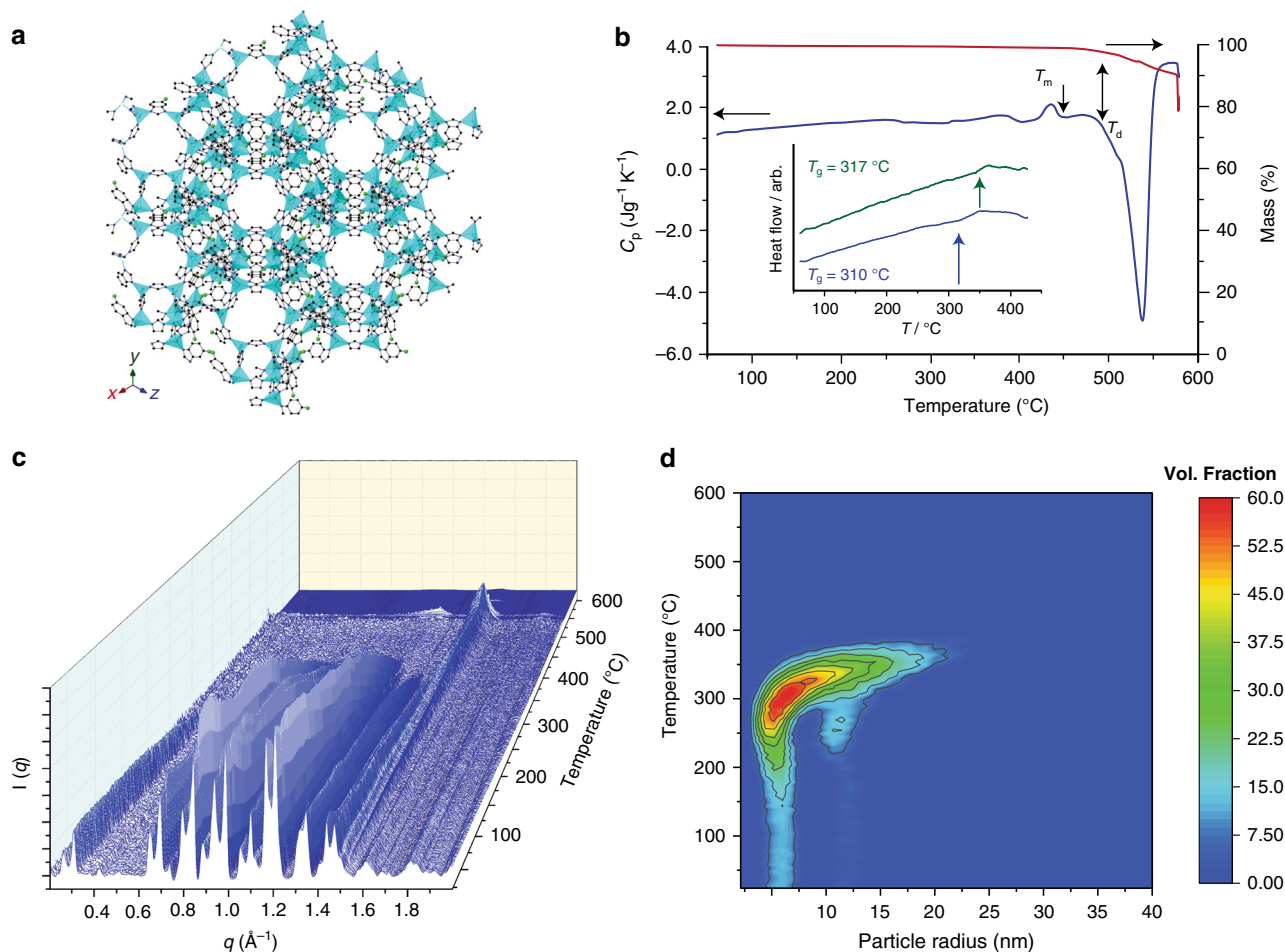 a
y
x
z
b
4.0
2.0
0.0
−2.0
−4.0
−6.0
C_p (Jg⁻¹ K⁻¹)
100
80
60
40
20
0
Mass (%)
T_m
T_d
T_g = 317 °C
T_g = 310 °C
Heat flow / arb.
100 200 300 400
T / °C
100 200 300 400 500 600
Temperature (°C)
c
I (q)
0.4 0.6 0.8 1.0 1.2 1.4 1.6 1.8
q (Å⁻¹)
600
500
400
300
200
100
Temperature (°C)
d
600
500
400
300
200
100
Temperature (°C)
10 15 20 25 30 35 40
Particle radius (nm)
Vol. Fraction
60.0
52.5
45.0
37.5
30.0
22.5
15.0
7.50
0.00